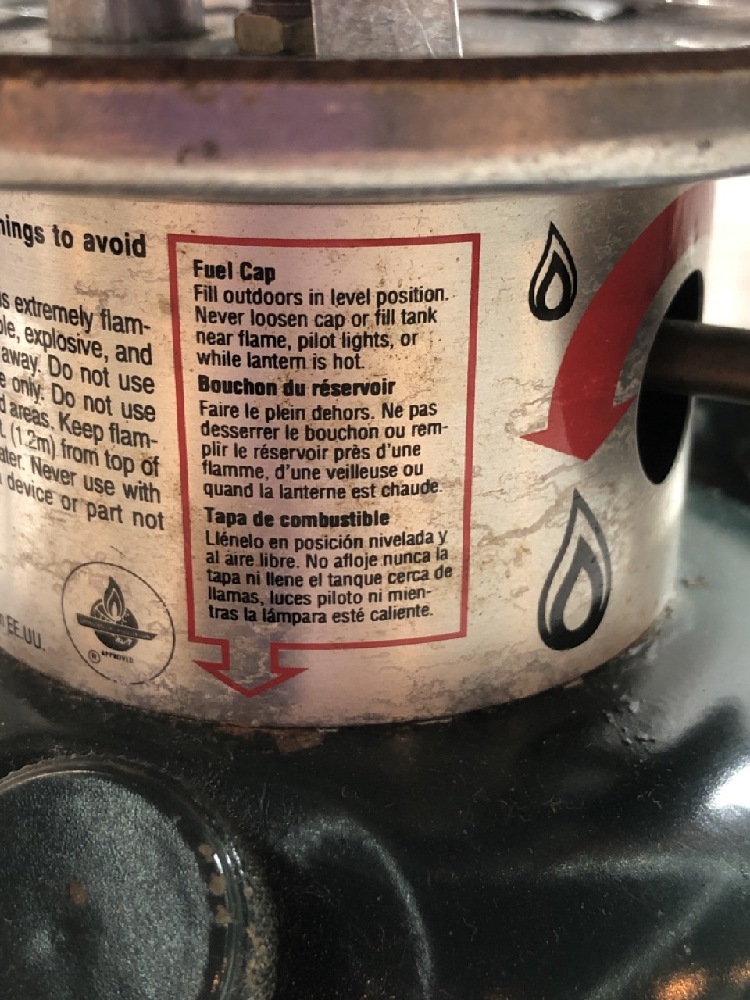 ings to avoid
s extremely flam-
le, explosive, and
away. Do not use
e only. Do not use
d areas. Keep flam-
t. (1.2m) from top of
ater. Never use with
device or part not
EE.UU.
® APPROVED
Fuel Cap
Fill outdoors in level position.
Never loosen cap or fill tank
near flame, pilot lights, or
while lantern is hot.
Bouchon du réservoir
Faire le plein dehors. Ne pas
desserrer le bouchon ou rem-
plir le réservoir près d'une
flamme, d'une veilleuse ou
quand la lanterne est chaude.
Tapa de combustible
Llénelo en posición nivelada y
al aire libre. No afloje nunca la
tapa ni llene el tanque cerca de
llamas, luces piloto ni mien-
tras la lámpara esté caliente.